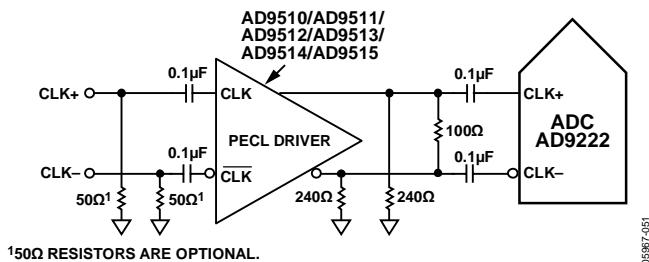 AD9510/AD9511/
AD9512/AD9513/
AD9514/AD9515
0.1µF
0.1µF
CLK+
CLK
CLK+
ADC
AD9222
PECL DRIVER
100Ω
0.1µF
0.1µF
CLK–
CLK
CLK–
50Ω1
50Ω1
240Ω
240Ω
150Ω RESISTORS ARE OPTIONAL.
05967-051